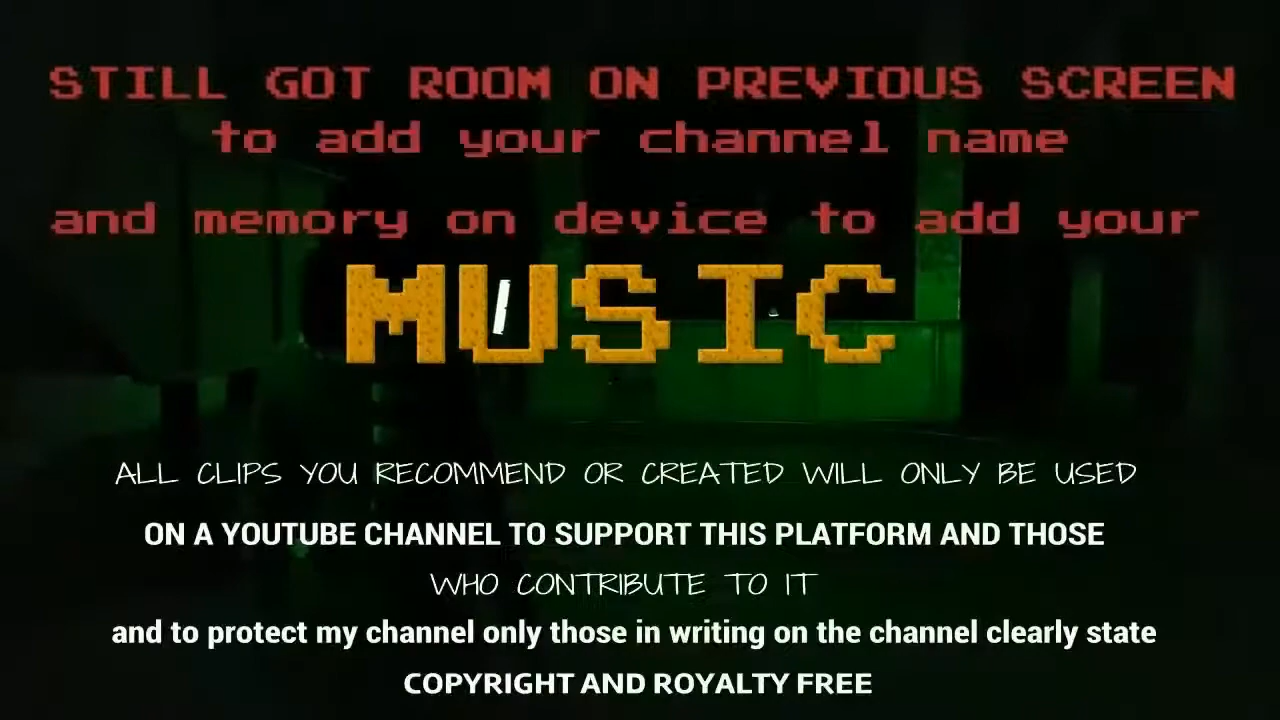 STILL GOT ROOM ON PREVIOUS SCREEN
to add your channel name
and memory on device to add your
MUSIC
ALL CLIPS YOU RECOMMEND OR CREATED WILL ONLY BE USED
ON A YOUTUBE CHANNEL TO SUPPORT THIS PLATFORM AND THOSE
WHO CONTRIBUTE TO IT
and to protect my channel only those in writing on the channel clearly state
COPYRIGHT AND ROYALTY FREE